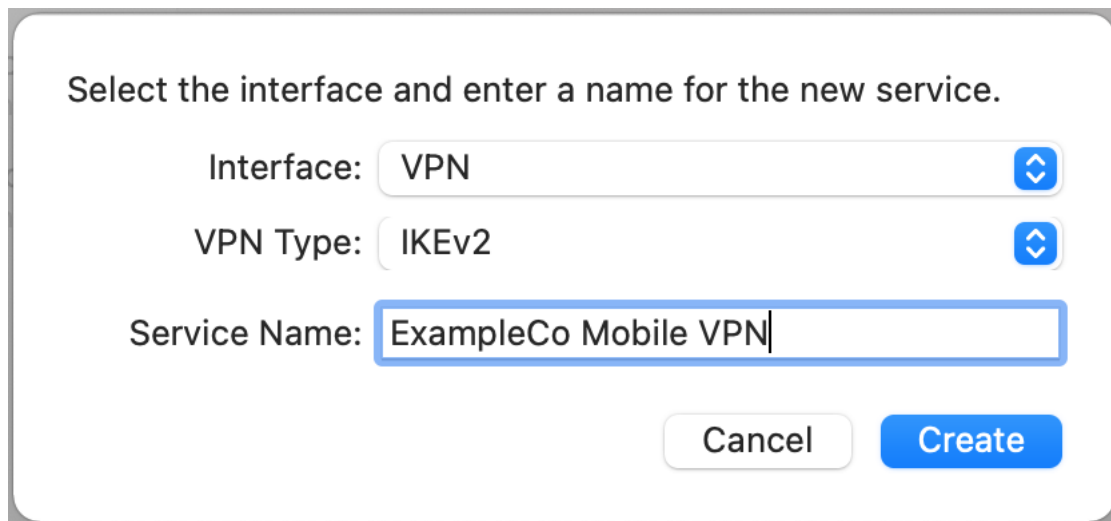 Select the interface and enter a name for the new service.
Interface: VPN
VPN Type: IKEv2
Service Name: ExampleCo Mobile VPN
Cancel Create